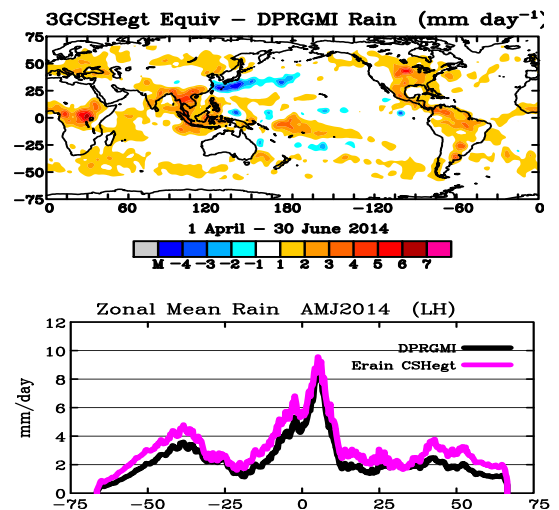 3GCSHegt Equiv – DPRGMI Rain (mm day⁻¹)
75
50
25
0
−25
−50
−75
0 60 120 180 −120 −60 0
1 April – 30 June 2014
M −4 −3 −2 −1 1 2 3 4 5 6 7
Zonal Mean Rain AMJ2014 (LH)
12
10
8
6
4
2
0
mm/day
DPRGMI
Erain CSHegt
−75 −50 −25 0 25 50 75